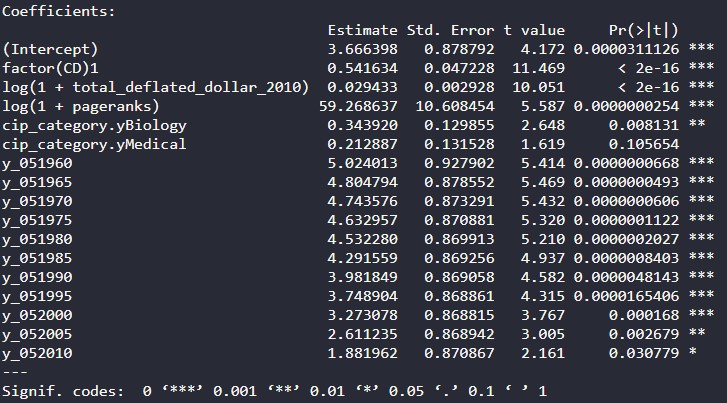 Coefficients:
Estimate Std. Error t value Pr(>|t|)
(Intercept) 3.666398 0.878792 4.172 0.0000311126 ***
factor(CD)1 0.541634 0.047228 11.469 < 2e-16 ***
log(1 + total_deflated_dollar_2010) 0.029433 0.002928 10.051 < 2e-16 ***
log(1 + pageranks) 59.268637 10.608454 5.587 0.0000000254 ***
cip_category.yBiology 0.343920 0.129855 2.648 0.008131 **
cip_category.yMedical 0.212887 0.131528 1.619 0.105654
y_051960 5.024013 0.927902 5.414 0.0000000668 ***
y_051965 4.804794 0.878552 5.469 0.0000000493 ***
y_051970 4.743576 0.873291 5.432 0.0000000606 ***
y_051975 4.632957 0.870881 5.320 0.0000001122 ***
y_051980 4.532280 0.869913 5.210 0.0000002027 ***
y_051985 4.291559 0.869256 4.937 0.0000008403 ***
y_051990 3.981849 0.869058 4.582 0.0000048143 ***
y_051995 3.748904 0.868861 4.315 0.0000165406 ***
y_052000 3.273078 0.868815 3.767 0.000168 ***
y_052005 2.611235 0.868942 3.005 0.002679 **
y_052010 1.881962 0.870867 2.161 0.030779 *
---
Signif. codes: 0 ‘***’ 0.001 ‘**’ 0.01 ‘*’ 0.05 ‘.’ 0.1 ‘ ’ 1